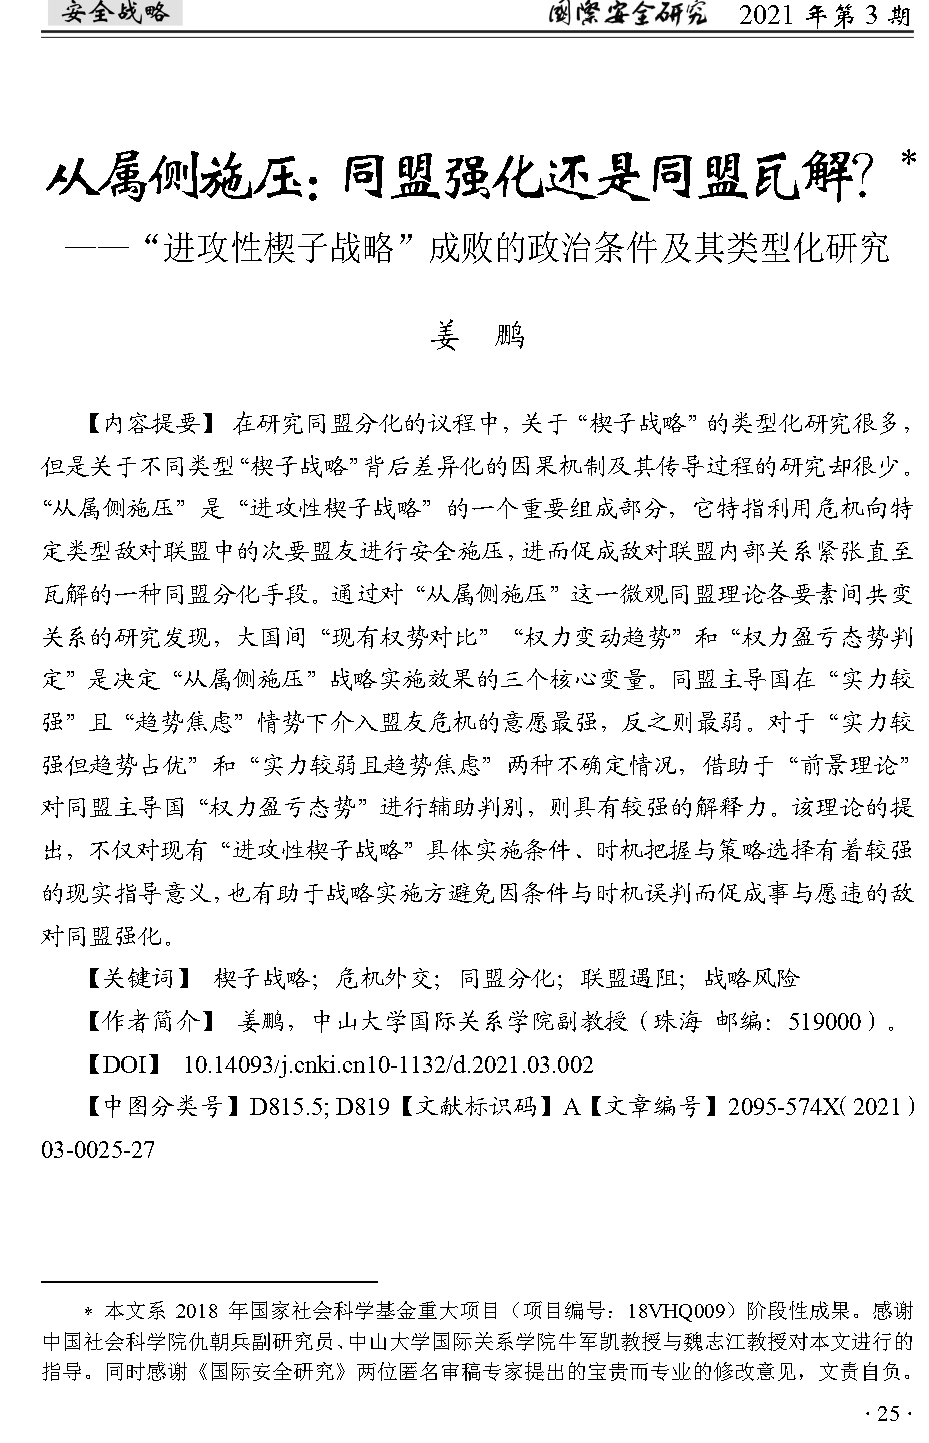 安全战略 国際安全研究 2021 年第 3 期
从属侧施压：同盟强化还是同盟瓦解？*
——“进攻性楔子战略”成败的政治条件及其类型化研究
姜 鹏
【内容提要】 在研究同盟分化的议程中，关于“楔子战略”的类型化研究很多，
但是关于不同类型“楔子战略”背后差异化的因果机制及其传导过程的研究却很少。
“从属侧施压”是“进攻性楔子战略”的一个重要组成部分，它特指利用危机向特
定类型敌对联盟中的次要盟友进行安全施压，进而促成敌对联盟内部关系紧张直至
瓦解的一种同盟分化手段。通过对“从属侧施压”这一微观同盟理论各要素间共变
关系的研究发现，大国间“现有权势对比”“权力变动趋势”和“权力盈亏态势判
定”是决定“从属侧施压”战略实施效果的三个核心变量。同盟主导国在“实力较
强”且“趋势焦虑”情势下介入盟友危机的意愿最强，反之则最弱。对于“实力较
强但趋势占优”和“实力较弱且趋势焦虑”两种不确定情况，借助于“前景理论”
对同盟主导国“权力盈亏态势”进行辅助判别，则具有较强的解释力。该理论的提
出，不仅对现有“进攻性楔子战略”具体实施条件、时机把握与策略选择有着较强
的现实指导意义，也有助于战略实施方避免因条件与时机误判而促成事与愿违的敌
对同盟强化。
【关键词】 楔子战略；危机外交；同盟分化；联盟遇阻；战略风险
【作者简介】 姜鹏，中山大学国际关系学院副教授（珠海 邮编：519000）。
【DOI】 10.14093/j.cnki.cn10-1132/d.2021.03.002
【中图分类号】D815.5; D819【文献标识码】A【文章编号】2095-574X（2021）
03-0025-27
* 本文系 2018 年国家社会科学基金重大项目（项目编号：18VHQ009）阶段性成果。感谢
中国社会科学院仇朝兵副研究员、中山大学国际关系学院牛军凯教授与魏志江教授对本文进行的
指导。同时感谢《国际安全研究》两位匿名审稿专家提出的宝贵而专业的修改意见，文责自负。
· 25 ·